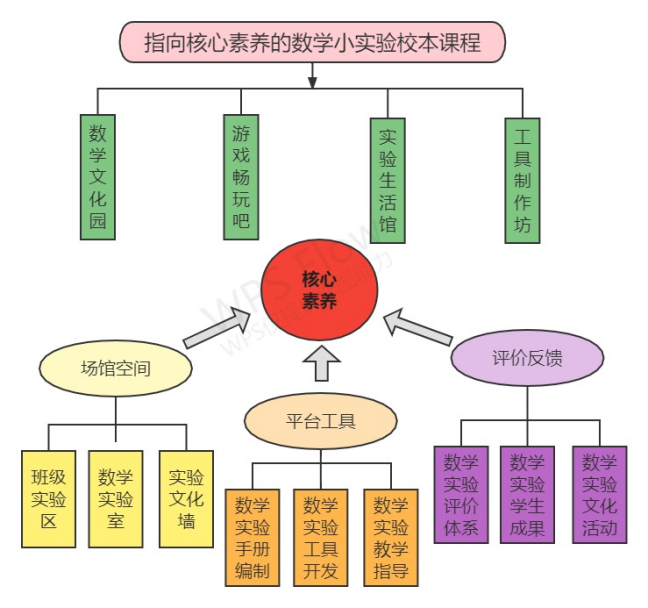 指向核心素养的数学小实验校本课程
数学文化园
游戏畅玩吧
实验生活馆
工具制作坊
核心
素养
场馆空间
平台工具
评价反馈
班级
实验
区
数学
实验
室
实验
文化
墙
数学
实验
手册
编制
数学
实验
工具
开发
数学
实验
教学
指导
数学
实验
评价
体系
数学
实验
学生
成果
数学
实验
文化
活动
WPS Flow